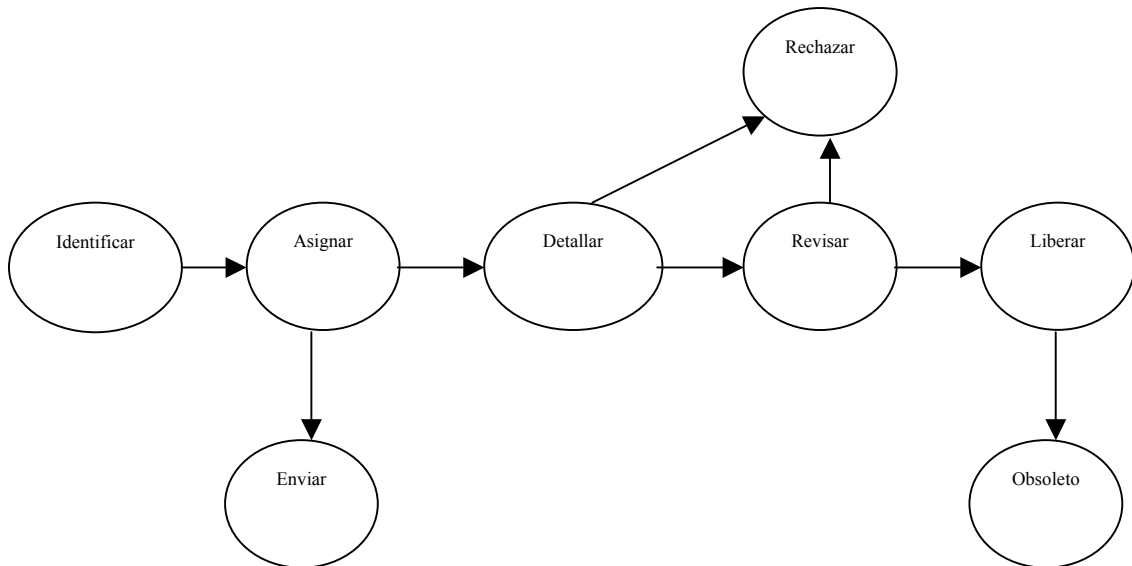 Rechazar
Identificar
Asignar
Detallar
Revisar
Liberar
Enviar
Obsoleto